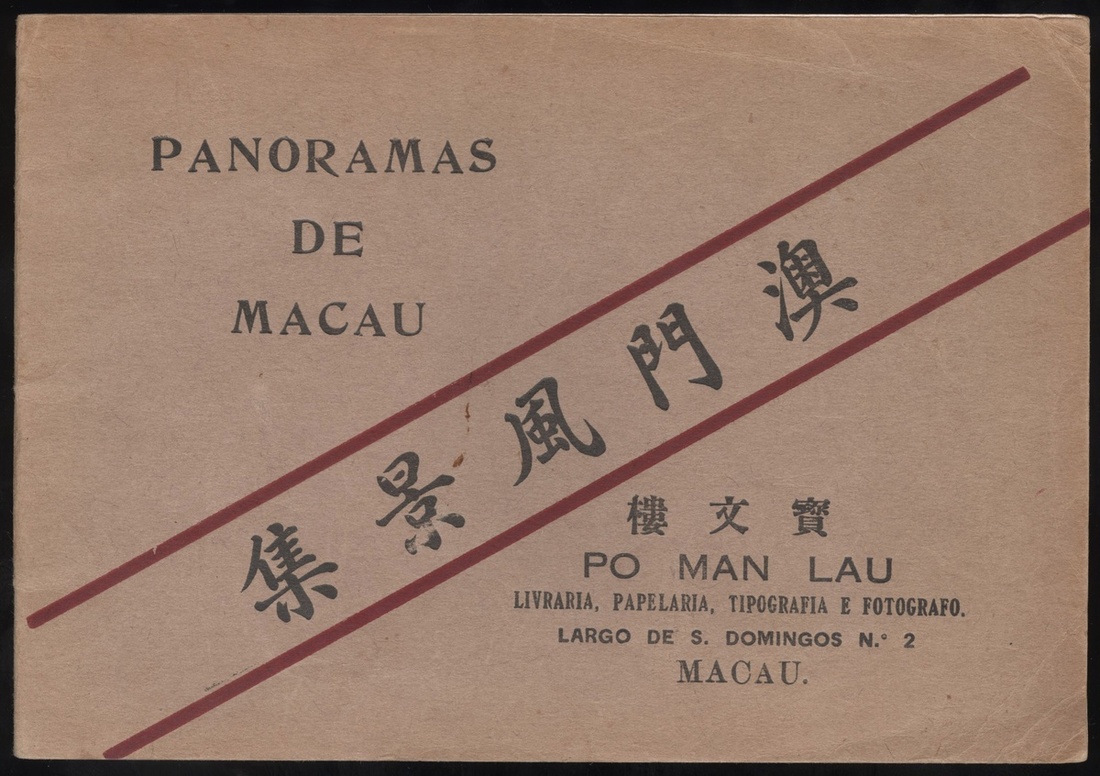 PANORAMAS
DE
MACAU
澳門風景集
寳文樓
PO MAN LAU
LIVRARIA, PAPELARIA, TIPOGRAFIA E FOTOGRAFO.
LARGO DE S. DOMINGOS N.º 2
MACAU.